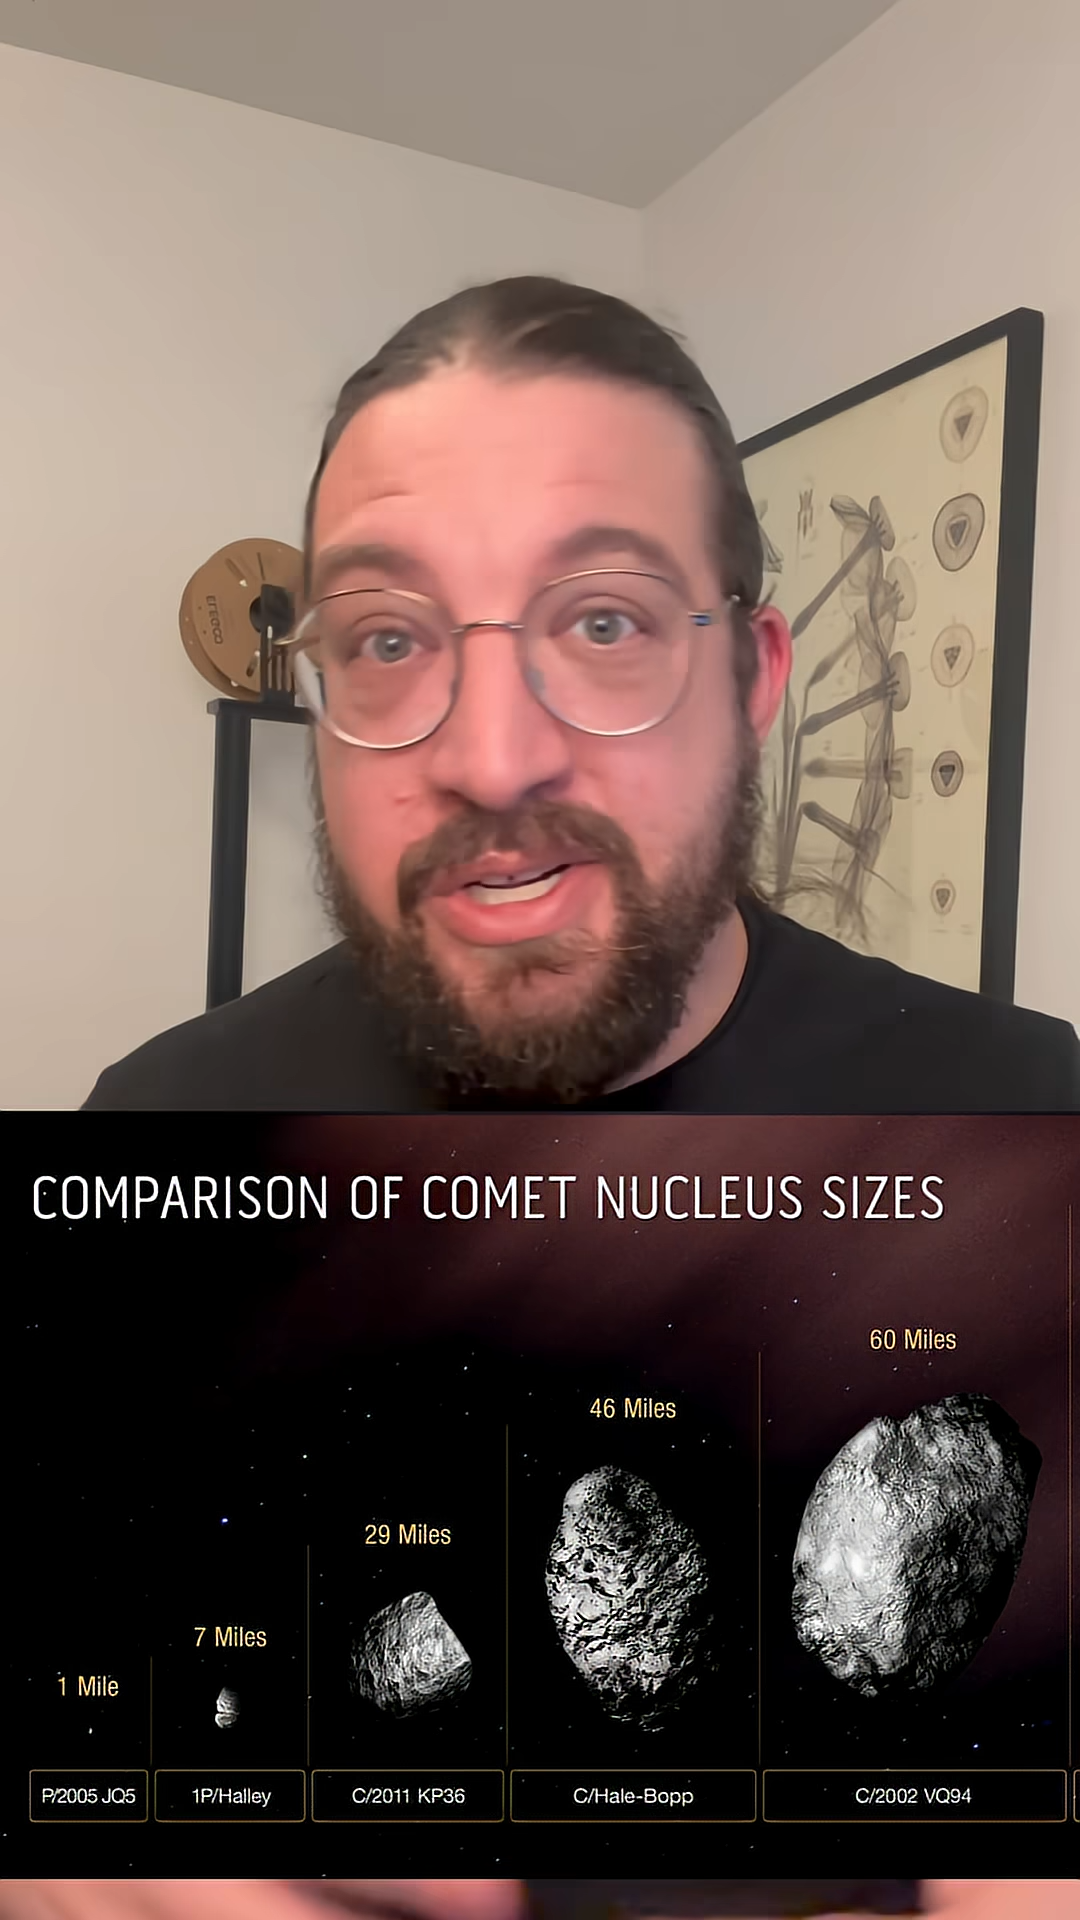 COMPARISON OF COMET NUCLEUS SIZES
60 Miles
46 Miles
29 Miles
7 Miles
1 Mile
P/2005 JQ5
1P/Halley
C/2011 KP36
C/Hale-Bopp
C/2002 VQ94